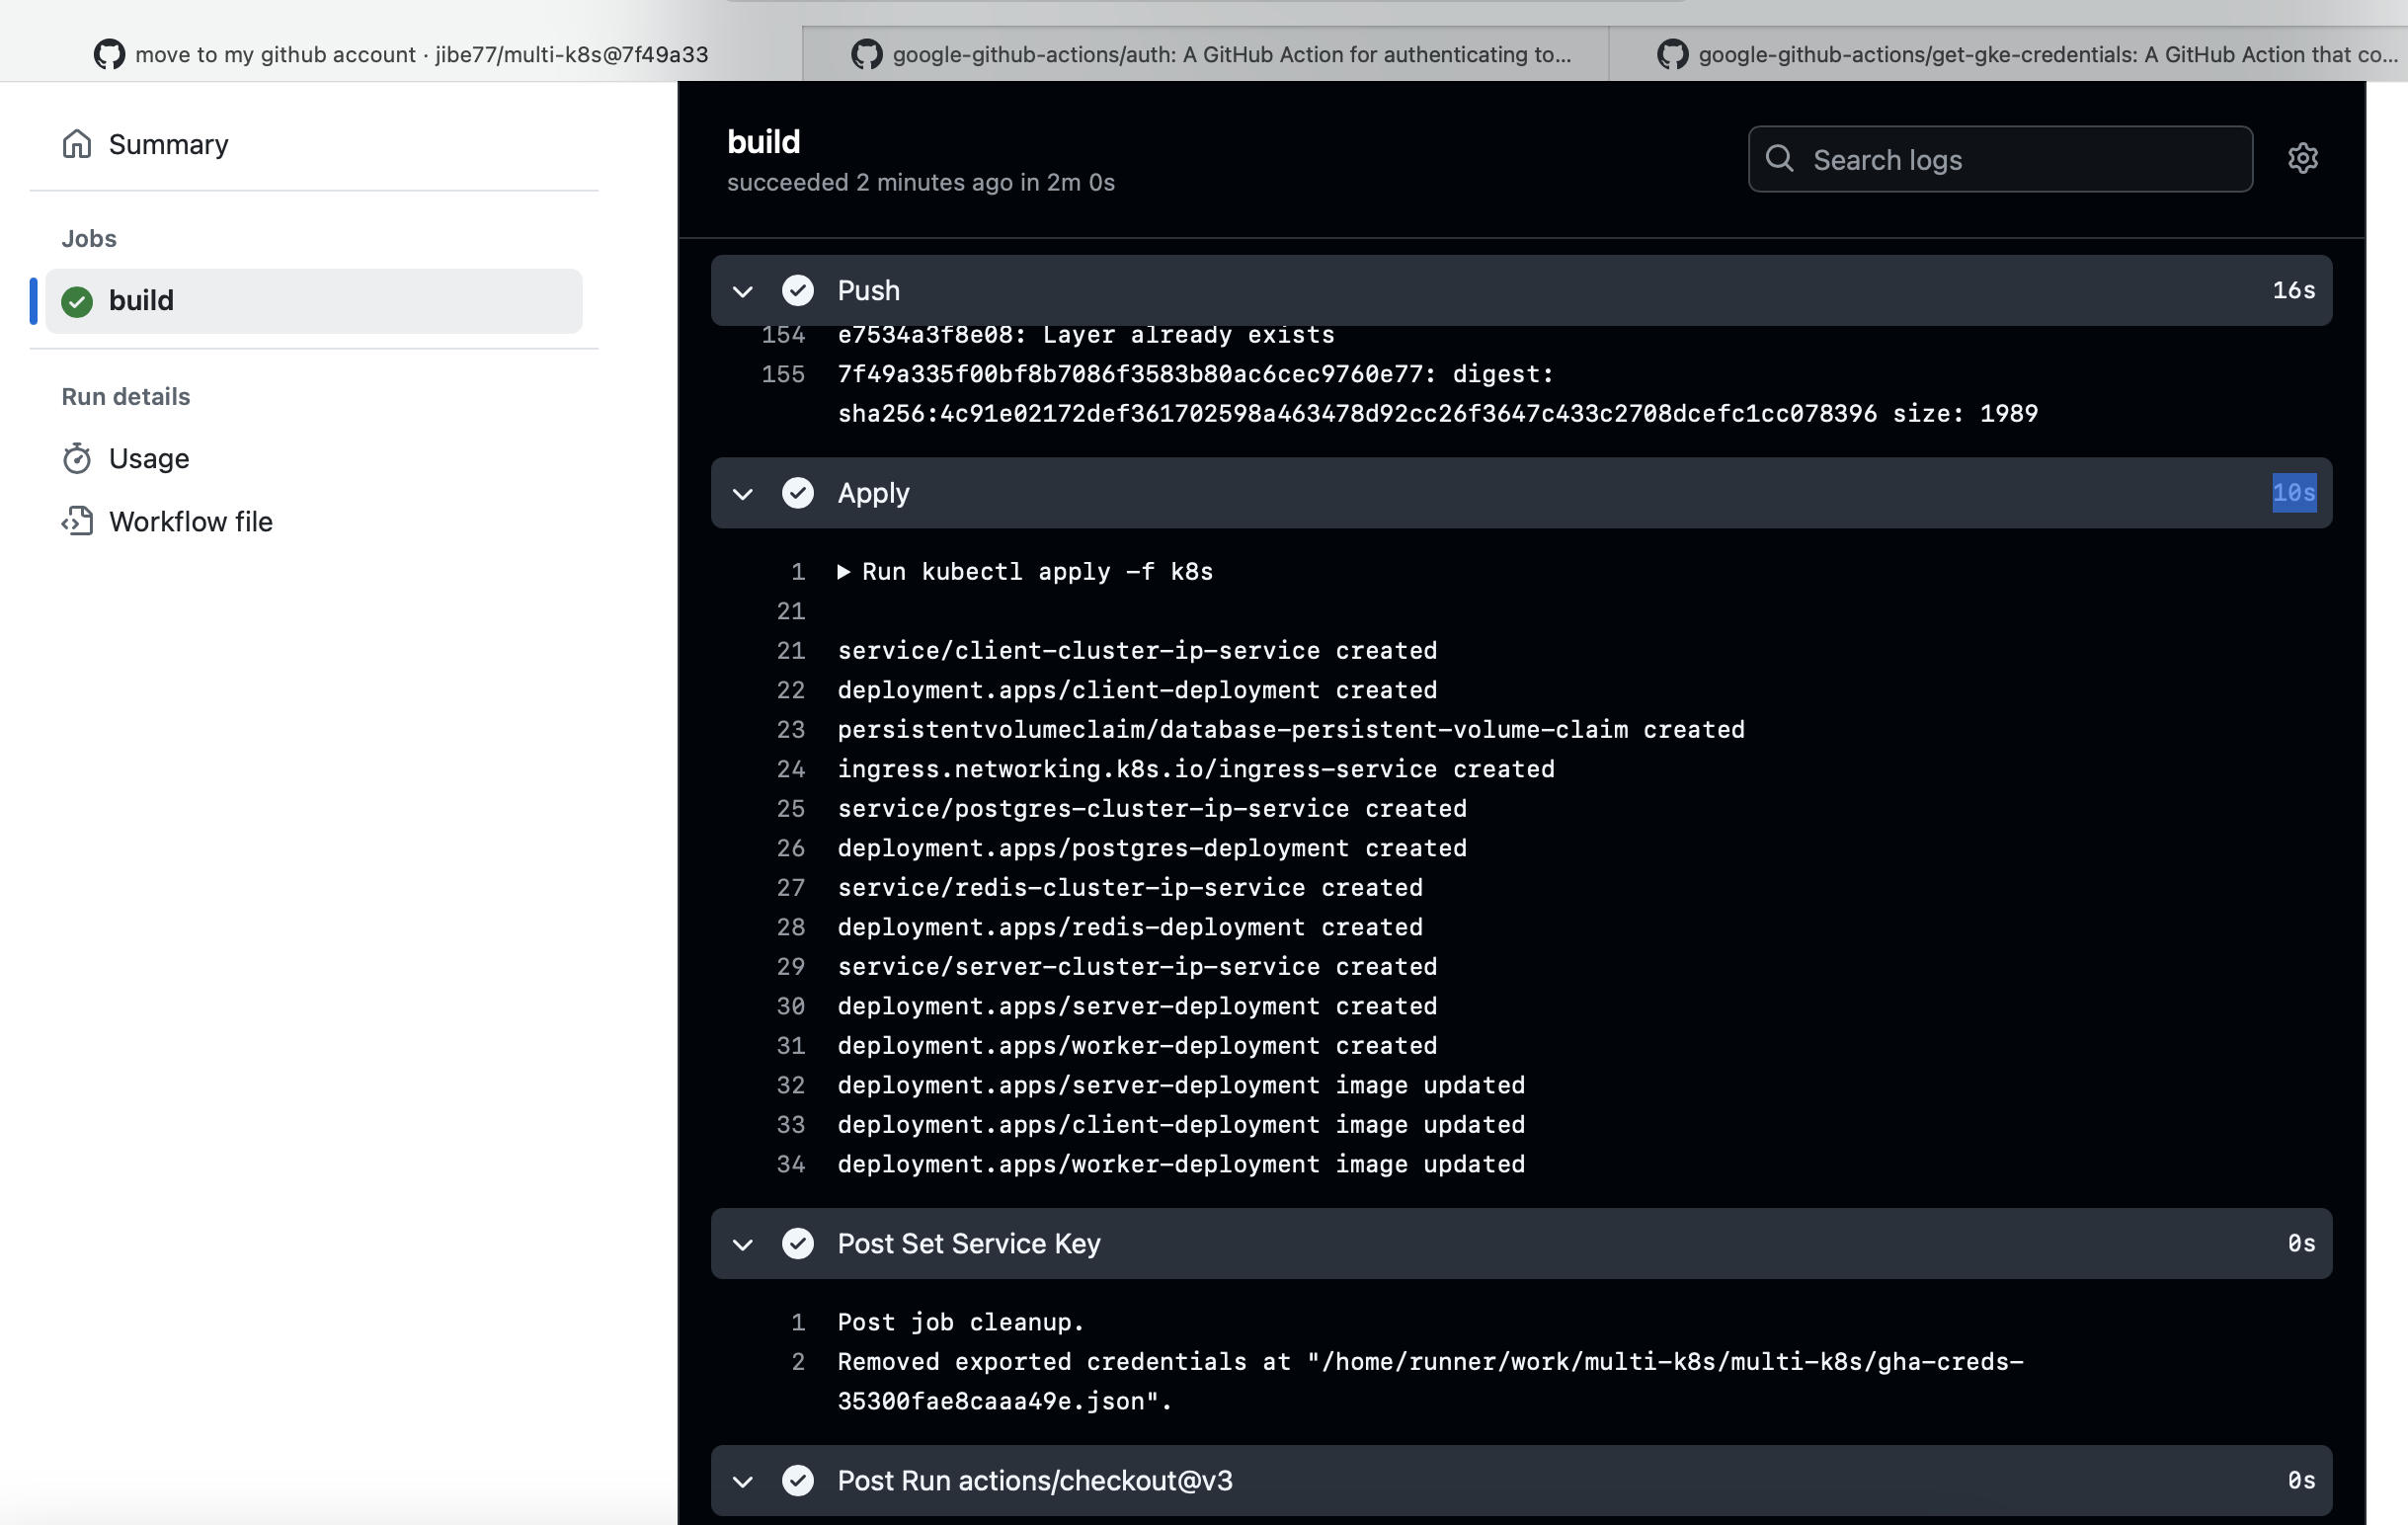 move to my github account · jibe77/multi-k8s@7f49a33
google-github-actions/auth: A GitHub Action for authenticating to...
google-github-actions/get-gke-credentials: A GitHub Action that co...
Summary
Jobs
build
Run details
Usage
Workflow file
build
succeeded 2 minutes ago in 2m 0s
Search logs
Push 16s
154 e7534a3f8e08: Layer already exists
155 7f49a335f00bf8b7086f3583b80ac6cec9760e77: digest:
sha256:4c91e02172def361702598a463478d92cc26f3647c433c2708dcefc1cc078396 size: 1989
Apply 10s
1 Run kubectl apply -f k8s
21
21 service/client-cluster-ip-service created
22 deployment.apps/client-deployment created
23 persistentvolumeclaim/database-persistent-volume-claim created
24 ingress.networking.k8s.io/ingress-service created
25 service/postgres-cluster-ip-service created
26 deployment.apps/postgres-deployment created
27 service/redis-cluster-ip-service created
28 deployment.apps/redis-deployment created
29 service/server-cluster-ip-service created
30 deployment.apps/server-deployment created
31 deployment.apps/worker-deployment created
32 deployment.apps/server-deployment image updated
33 deployment.apps/client-deployment image updated
34 deployment.apps/worker-deployment image updated
Post Set Service Key 0s
1 Post job cleanup.
2 Removed exported credentials at "/home/runner/work/multi-k8s/multi-k8s/gha-creds-
35300fae8caaa49e.json".
Post Run actions/checkout@v3 0s